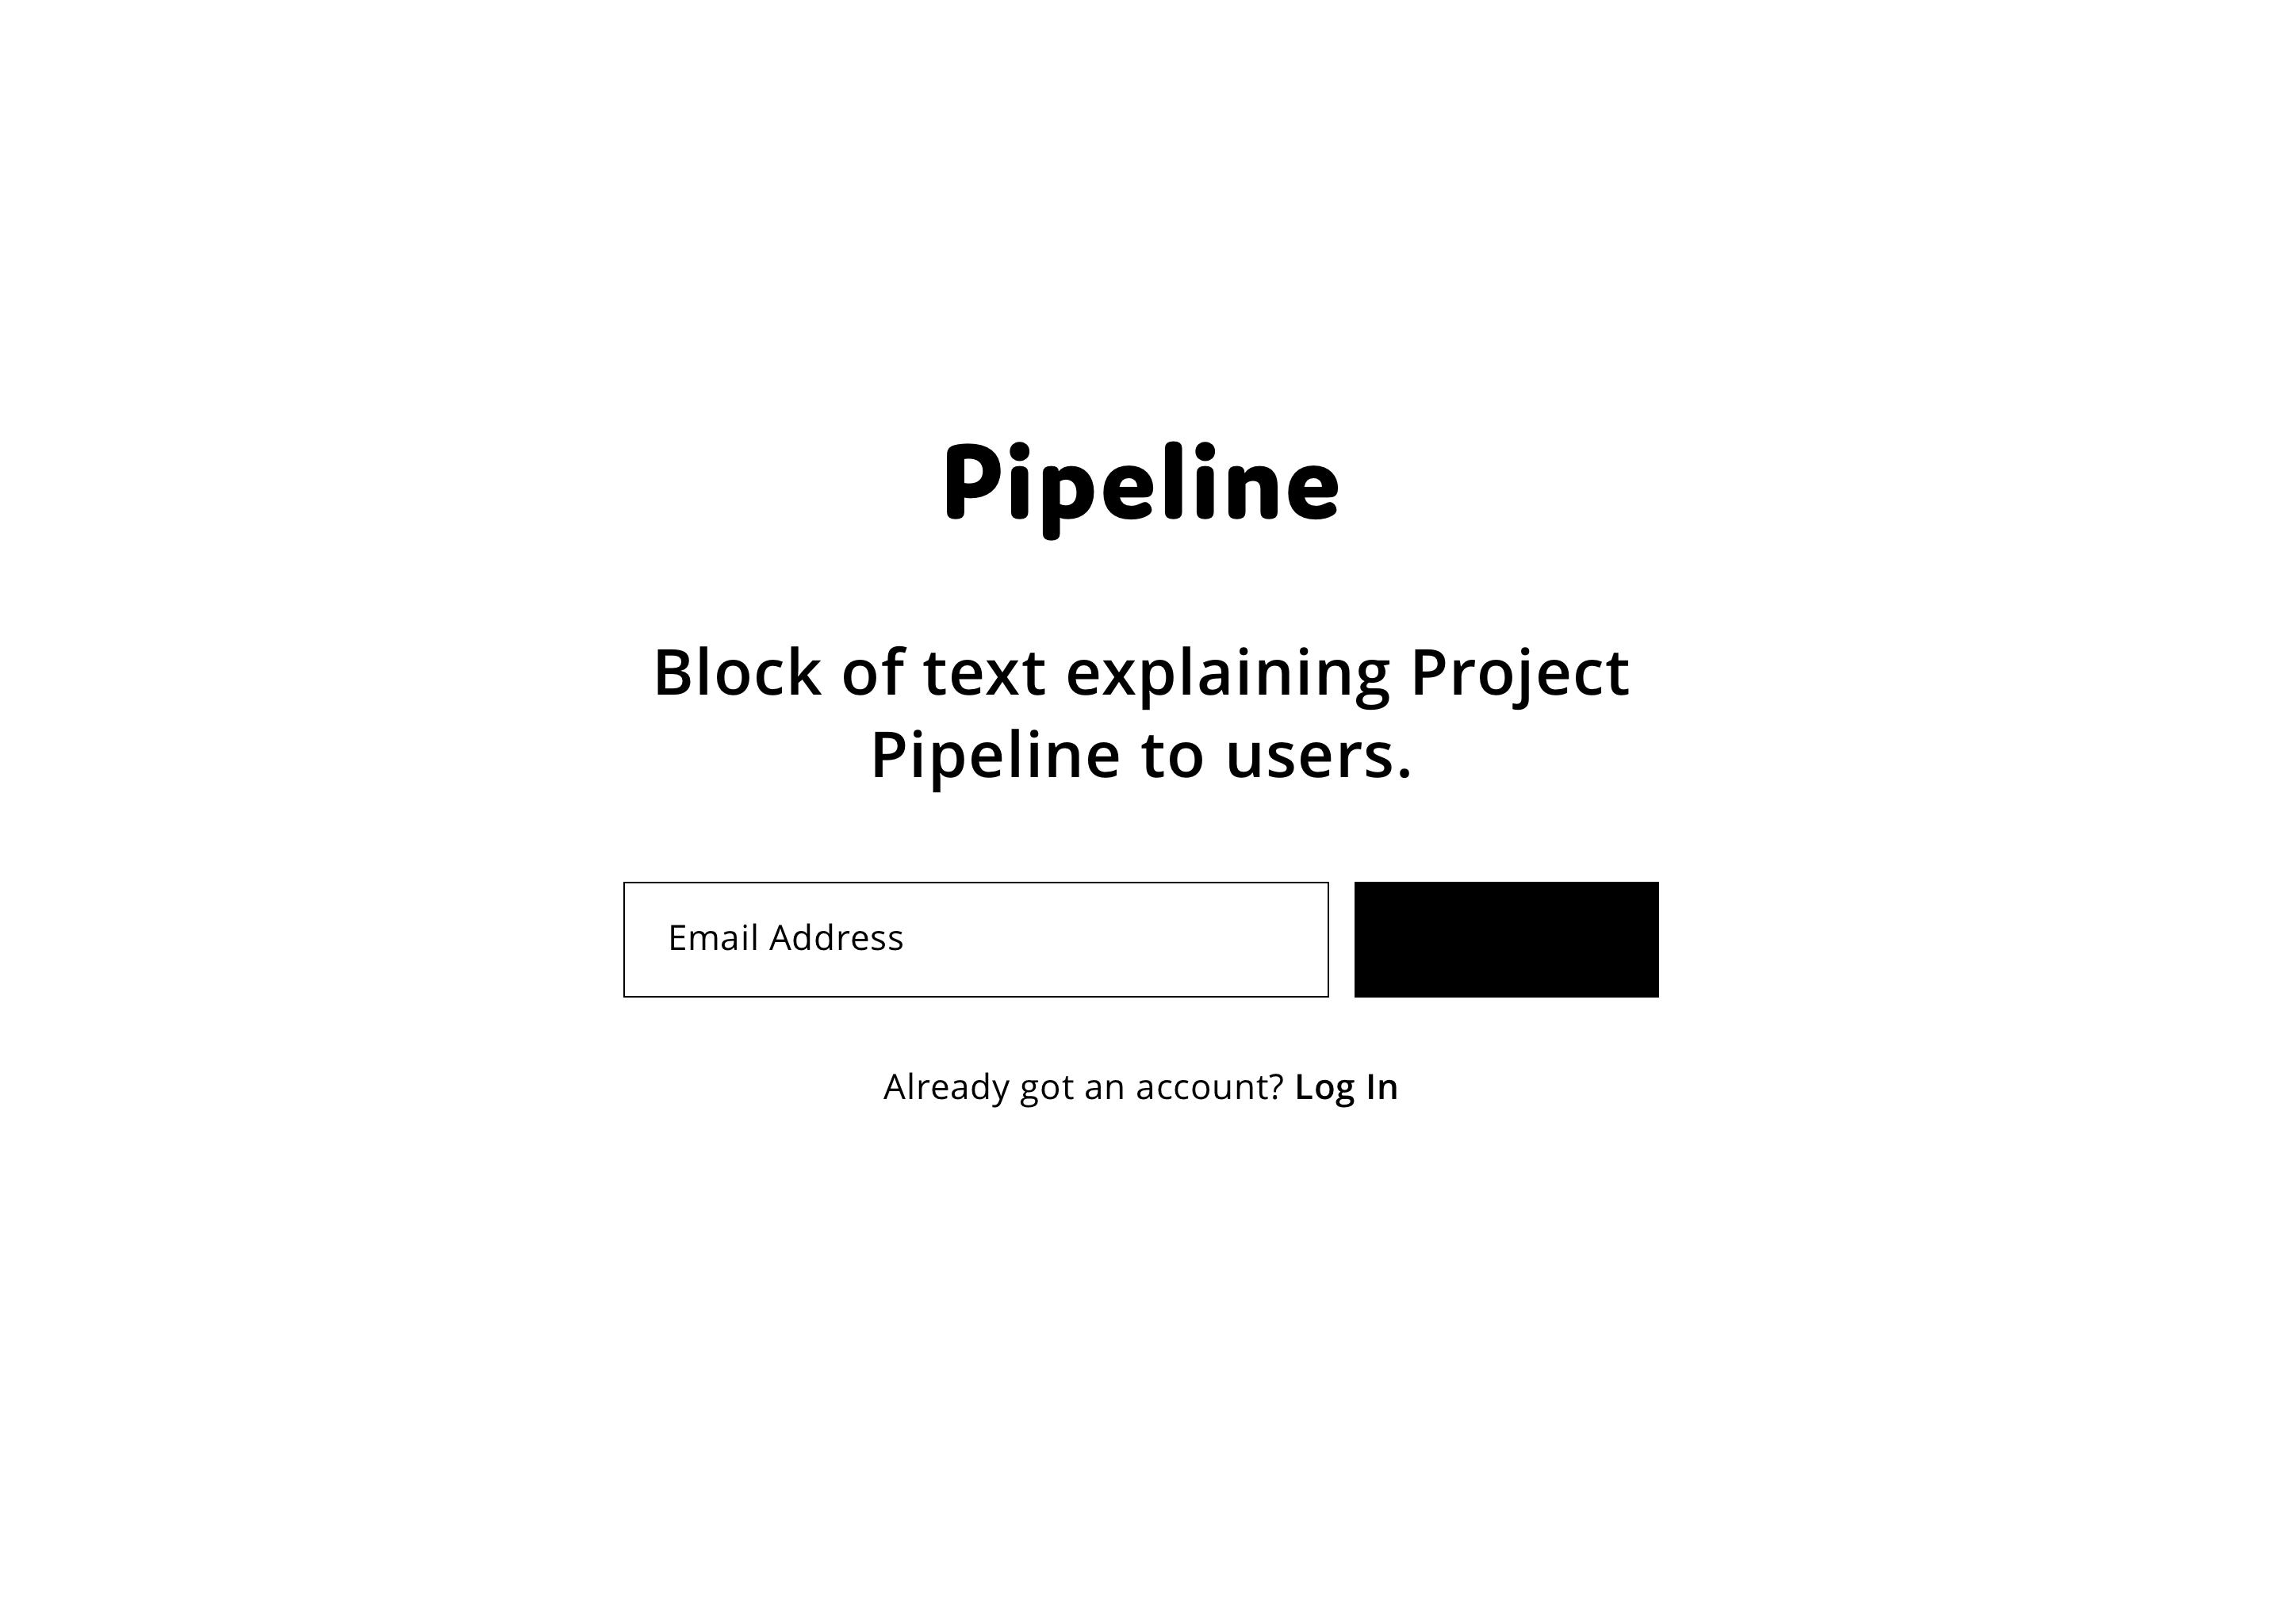 Pipeline
Block of text explaining Project
Pipeline to users.
Email Address
Already got an account? Log In